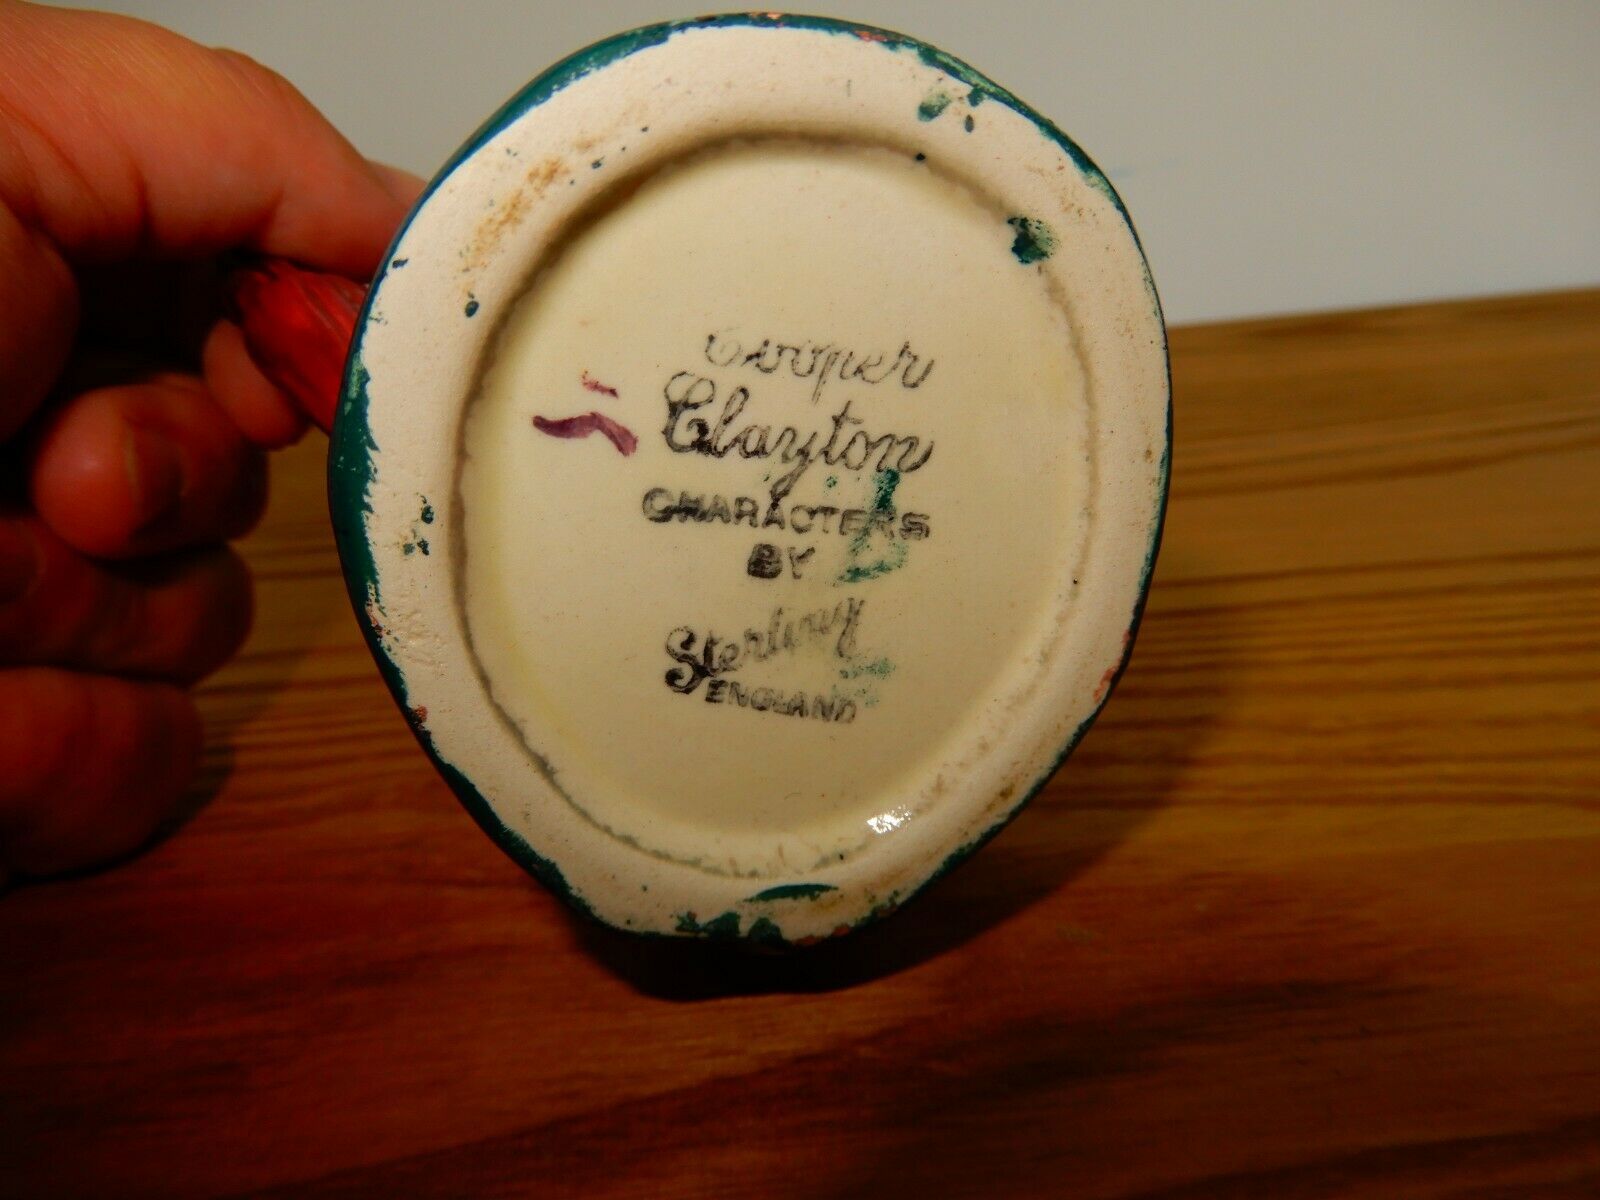 Cooper
Clayton
CHARACTERS
BY
Sterling
ENGLAND